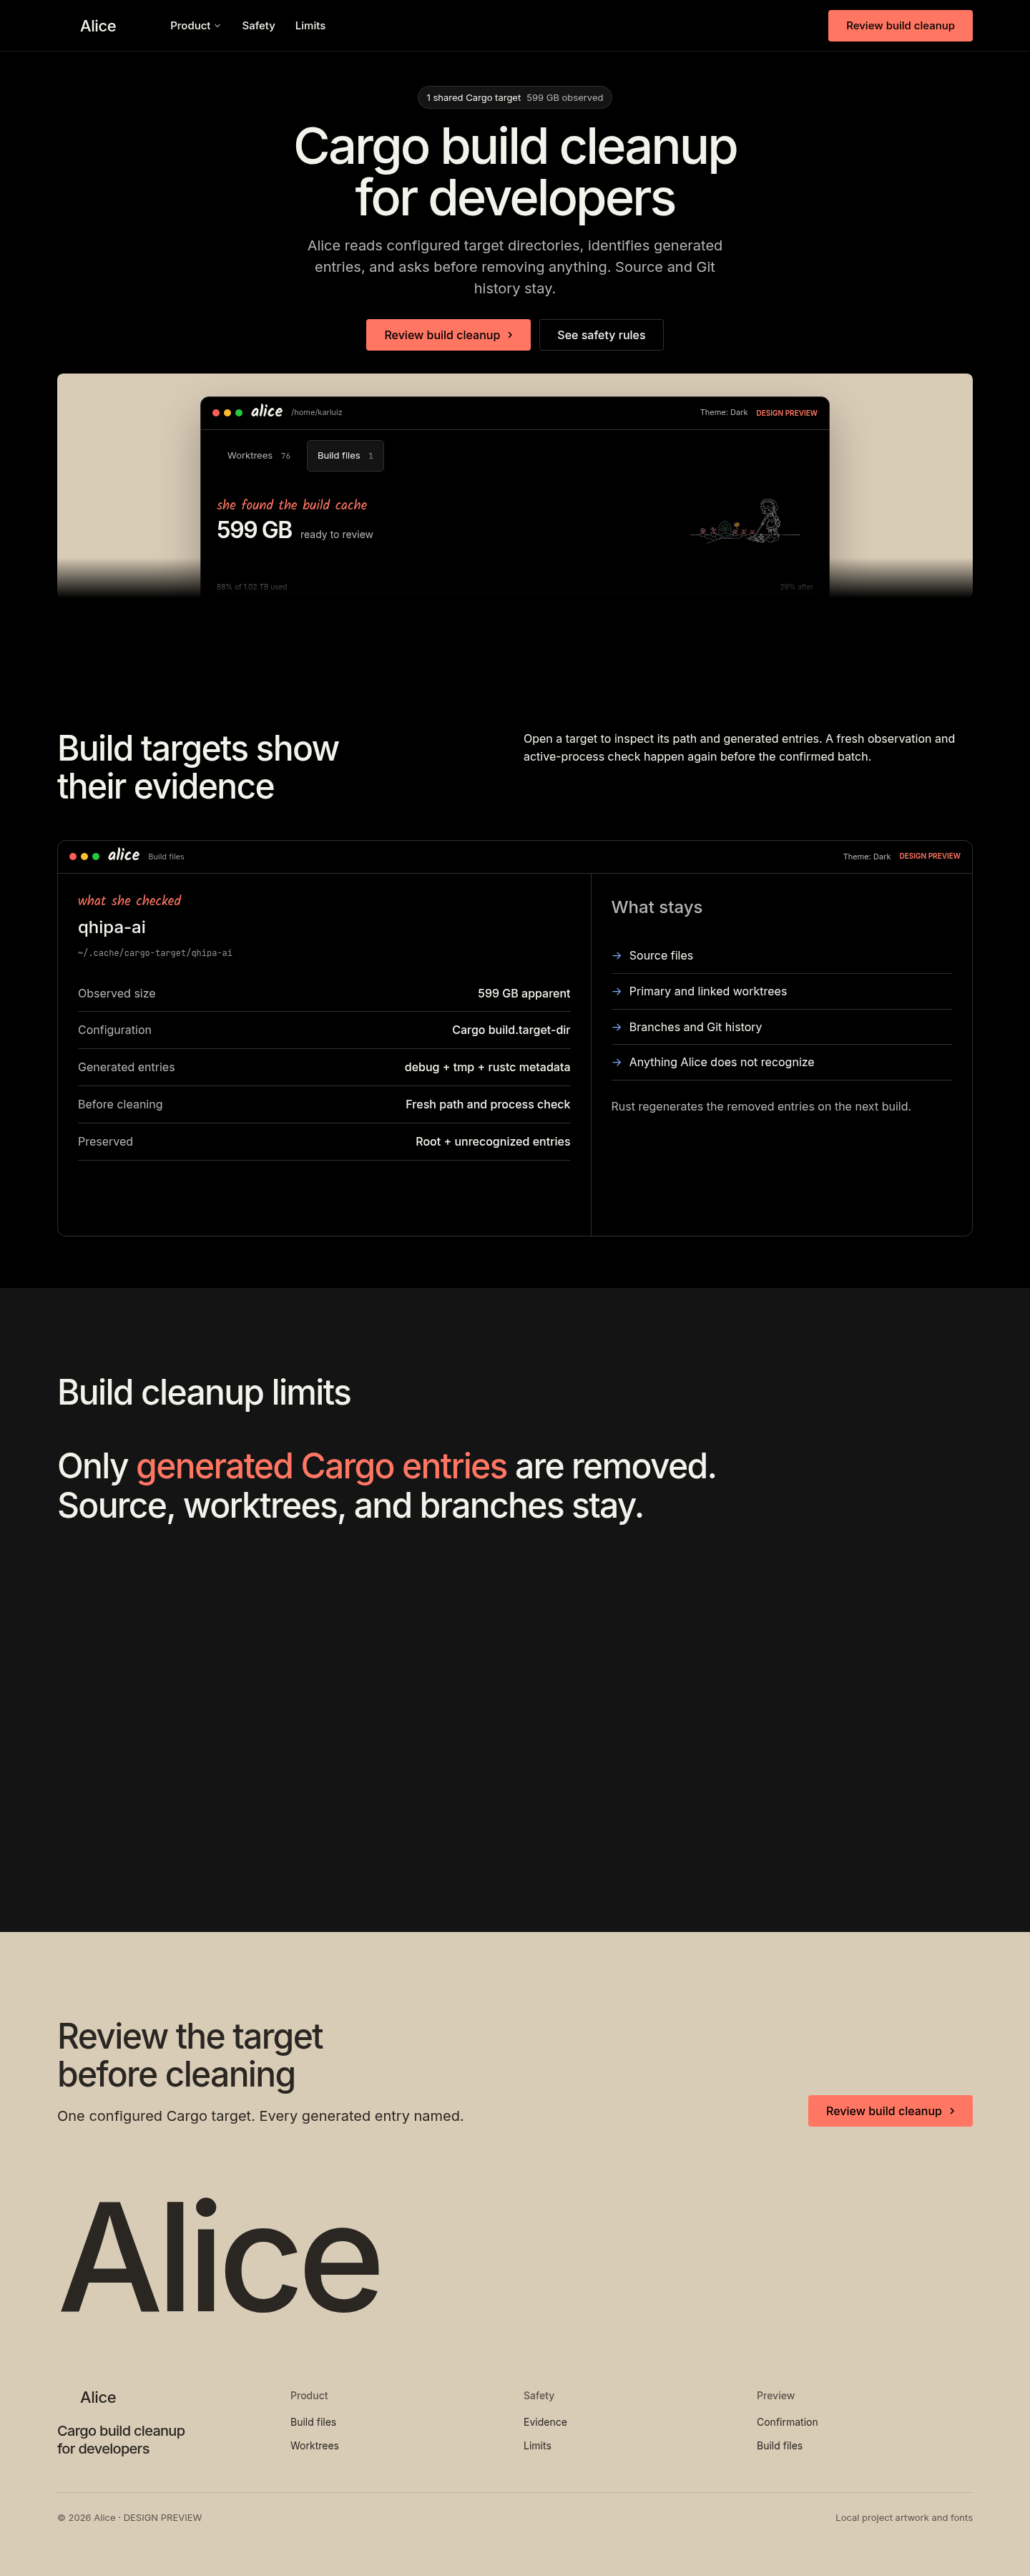 Alice
Product
Safety
Limits
Review build cleanup
1 shared Cargo target 599 GB observed
Cargo build cleanup
for developers
Alice reads configured target directories, identifies generated
entries, and asks before removing anything. Source and Git
history stay.
Review build cleanup
See safety rules
alice /home/karluiz
Theme: Dark DESIGN PREVIEW
Worktrees 76
Build files 1
she found the build cache
599 GB ready to review
88% of 1.02 TB used
29% after
Build targets show
their evidence
Open a target to inspect its path and generated entries. A fresh observation and
active-process check happen again before the confirmed batch.
alice Build files
Theme: Dark DESIGN PREVIEW
what she checked
qhipa-ai
~/.cache/cargo-target/qhipa-ai
Observed size 599 GB apparent
Configuration Cargo build.target-dir
Generated entries debug + tmp + rustc metadata
Before cleaning Fresh path and process check
Preserved Root + unrecognized entries
What stays
→ Source files
→ Primary and linked worktrees
→ Branches and Git history
→ Anything Alice does not recognize
Rust regenerates the removed entries on the next build.
Build cleanup limits
Only generated Cargo entries are removed.
Source, worktrees, and branches stay.
Review the target
before cleaning
One configured Cargo target. Every generated entry named.
Review build cleanup
Alice
Alice
Cargo build cleanup
for developers
Product
Build files
Worktrees
Safety
Evidence
Limits
Preview
Confirmation
Build files
© 2026 Alice · DESIGN PREVIEW
Local project artwork and fonts